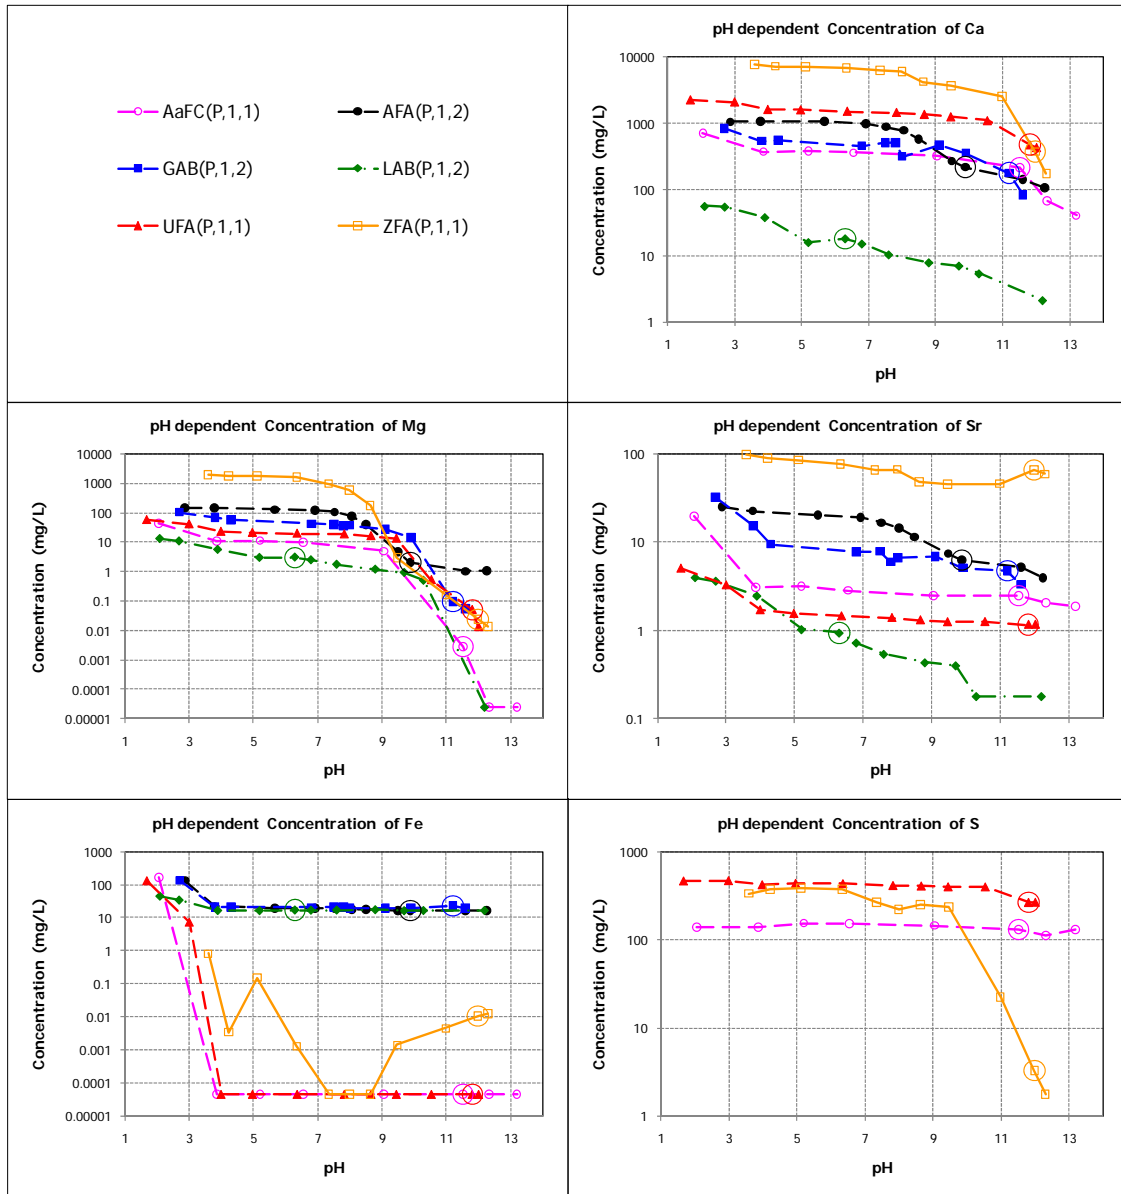 AaFC(P,1,1)
AFA(P,1,2)
GAB(P,1,2)
LAB(P,1,2)
UFA(P,1,1)
ZFA(P,1,1)
pH dependent Concentration of Ca
Concentration (mg/L)
10000
1000
100
10
1
1 3 5 7 9 11 13
pH
pH dependent Concentration of Mg
Concentration (mg/L)
10000
1000
100
10
1
0.1
0.01
0.001
0.0001
0.00001
1 3 5 7 9 11 13
pH
pH dependent Concentration of Sr
Concentration (mg/L)
100
10
1
0.1
1 3 5 7 9 11 13
pH
pH dependent Concentration of Fe
Concentration (mg/L)
1000
100
10
1
0.1
0.01
0.001
0.0001
0.00001
1 3 5 7 9 11 13
pH
pH dependent Concentration of S
Concentration (mg/L)
1000
100
10
1
1 3 5 7 9 11 13
pH